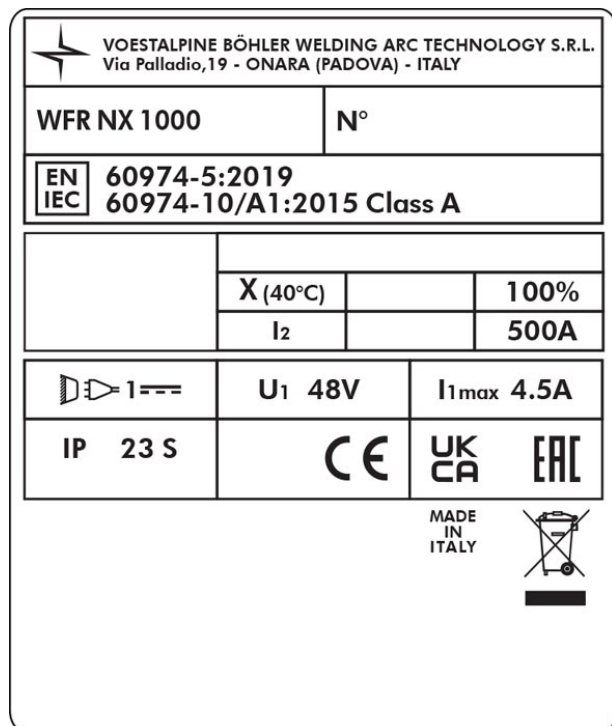 VOESTALPINE BÖHLER WELDING ARC TECHNOLOGY S.R.L.
Via Palladio,19 - ONARA (PADOVA) - ITALY
WFR NX 1000 N°
EN IEC
60974-5:2019
60974-10/A1:2015 Class A
X (40°C) 100%
I2 500A
1 U1 48V I1max 4.5A
IP 23 S CE UK CA EAC
MADE
IN
ITALY